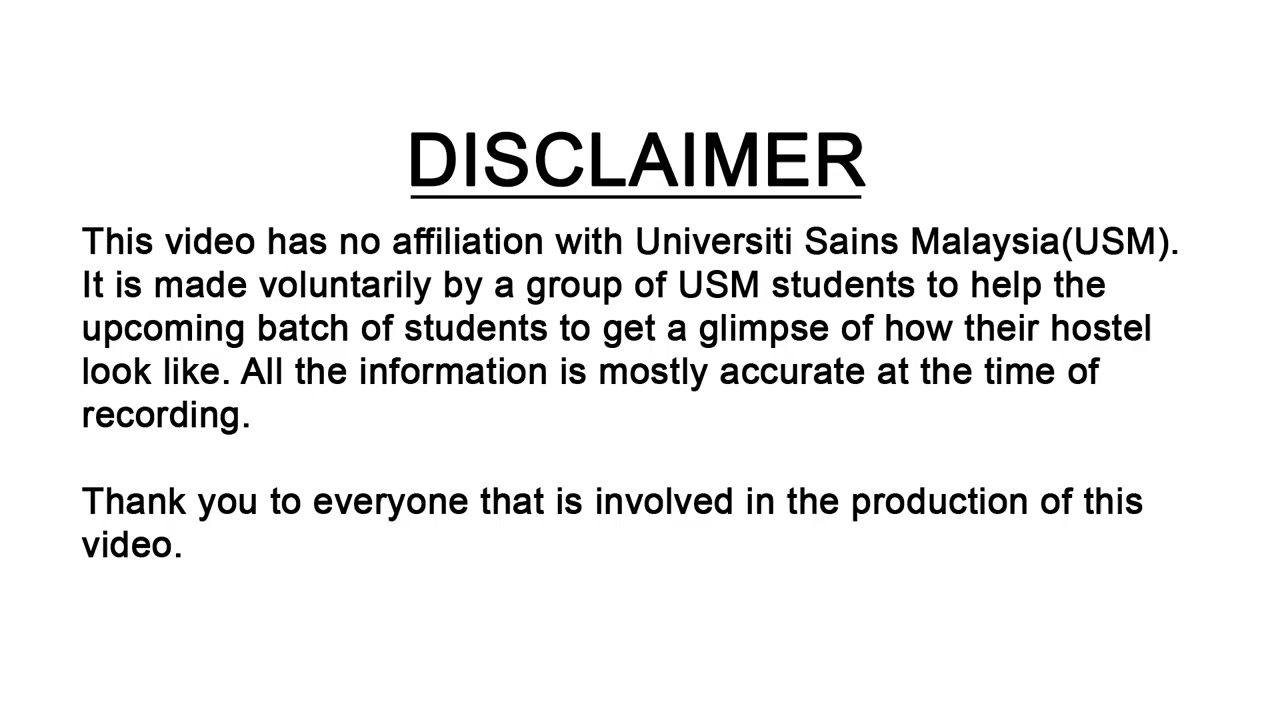 DISCLAIMER
This video has no affiliation with Universiti Sains Malaysia(USM).
It is made voluntarily by a group of USM students to help the
upcoming batch of students to get a glimpse of how their hostel
look like. All the information is mostly accurate at the time of
recording.
Thank you to everyone that is involved in the production of this
video.